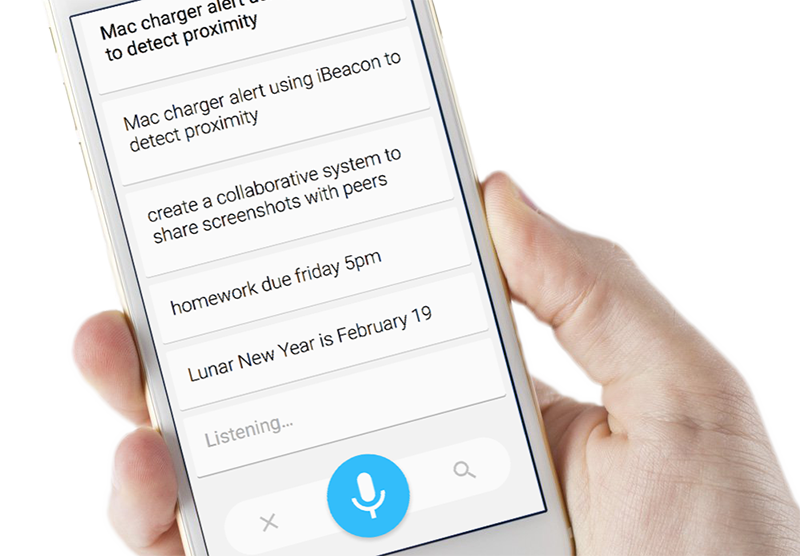 Mac charger alert
to detect proximity
Mac charger alert using iBeacon to
detect proximity
create a collaborative system to
share screenshots with peers
homework due friday 5pm
Lunar New Year is February 19
Listening...